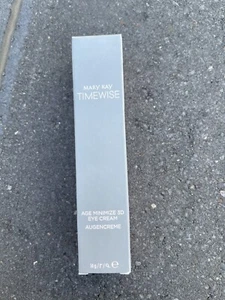 MARY KAY
TIMEWISE
AGE MINIMIZE 3D
EYE CREAM
AUGENCREME